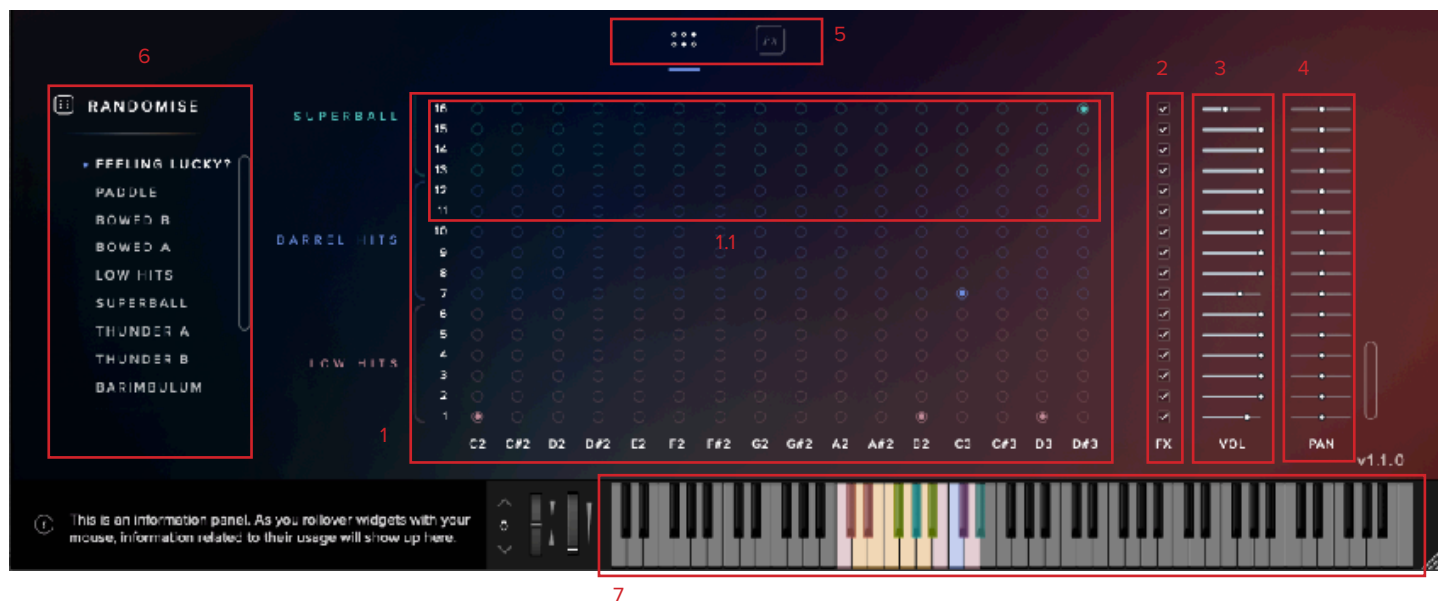 5
6
2
3
4
FX
RANDOMISE
FEELING LUCKY?
PADDLE
BOWED B
BOWED A
LOW HITS
SUPERBALL
THUNDER A
THUNDER B
BARIMBULUM
SUPERBALL
BARREL HITS
LOW HITS
16
15
14
13
12
11
10
9
8
7
6
5
4
3
2
1
1.1
1
C2 C#2 D2 D#2 E2 F2 F#2 G2 G#2 A2 A#2 B2 C3 C#3 D3 D#3
FX
VOL
PAN
v1.1.0
This is an information panel. As you rollover widgets with your
mouse, information related to their usage will show up here.
7